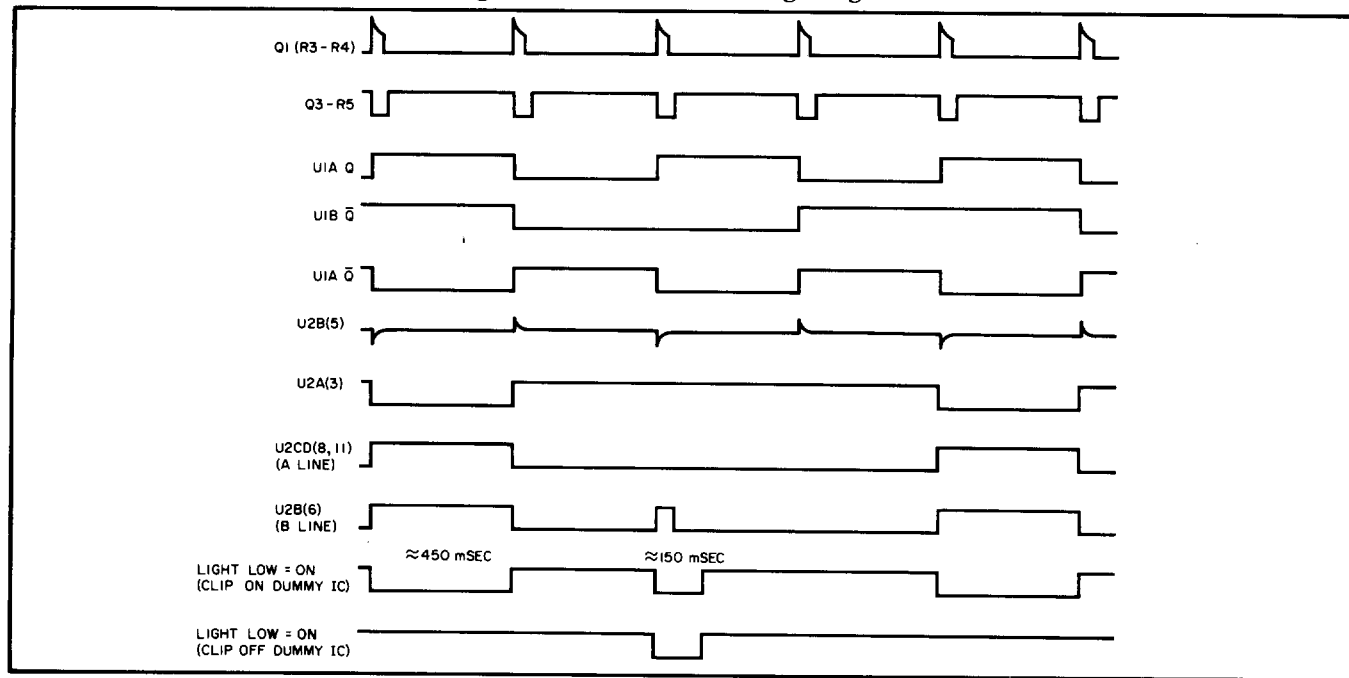 Q1 (R3-R4)
Q3-R5
U1A Q
U1B Q̅
U1A Q̅
U2B(5)
U2A(3)
U2CD(8,11)
(A LINE)
U2B(6)
(B LINE)
≈450 mSEC
≈150 mSEC
LIGHT LOW = ON
(CLIP ON DUMMY IC)
LIGHT LOW = ON
(CLIP OFF DUMMY IC)